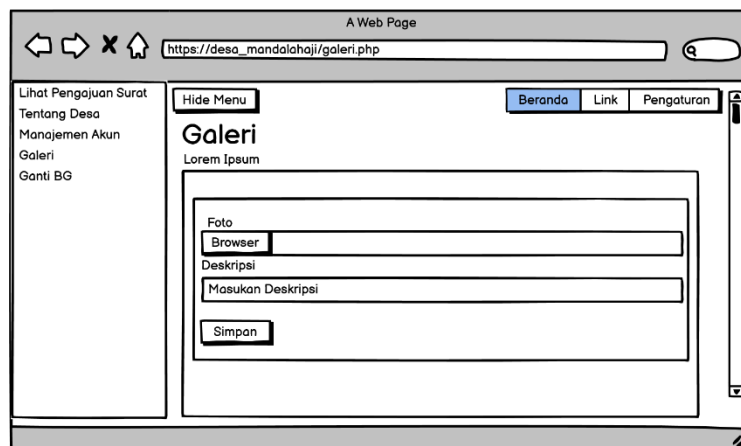 A Web Page
https://desa_mandalahaji/galeri.php
Lihat Pengajuan Surat
Tentang Desa
Manajemen Akun
Galeri
Ganti BG
Hide Menu
Beranda
Link
Pengaturan
Galeri
Lorem Ipsum
Foto
Browser
Deskripsi
Masukan Deskripsi
Simpan